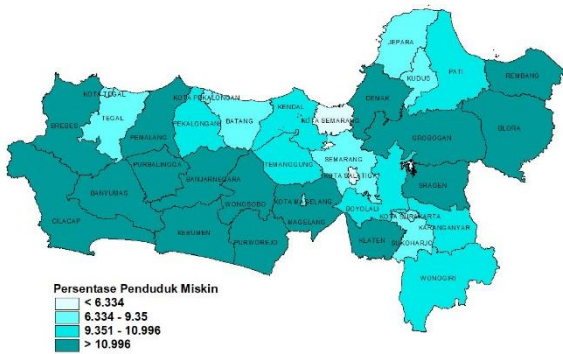 JEPARA
KUDUS
PATI
REMBANG
KOTA TEGAL
KOTA PEKALONGAN
KENDAL
KOTA SEMARANG
DEMAK
BREBES
TEGAL
PEMALANG
PEKALONGAN
BATANG
GROBOGAN
BLORA
PURBALINGGA
BANJARNEGARA
TEMANGGUNG
SEMARANG
KOTA SALATIGA
SRAGEN
BANYUMAS
WONOSOBO
KOTA MAGELANG
BOYOLALI
CILACAP
KEBUMEN
PURWOREJO
MAGELANG
KLATEN
KOTA SURAKARTA
SUKOHARJO
KARANGANYAR
WONOGIRI
Persentase Penduduk Miskin
< 6.334
6.334 - 9.35
9.351 - 10.996
> 10.996